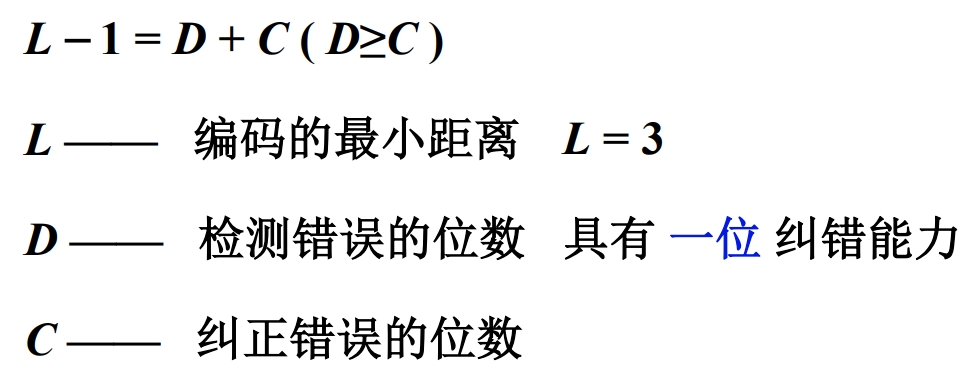 L − 1 = D + C ( D≥C )
L —— 编码的最小距离 L = 3
D —— 检测错误的位数 具有 一位 纠错能力
C —— 纠正错误的位数